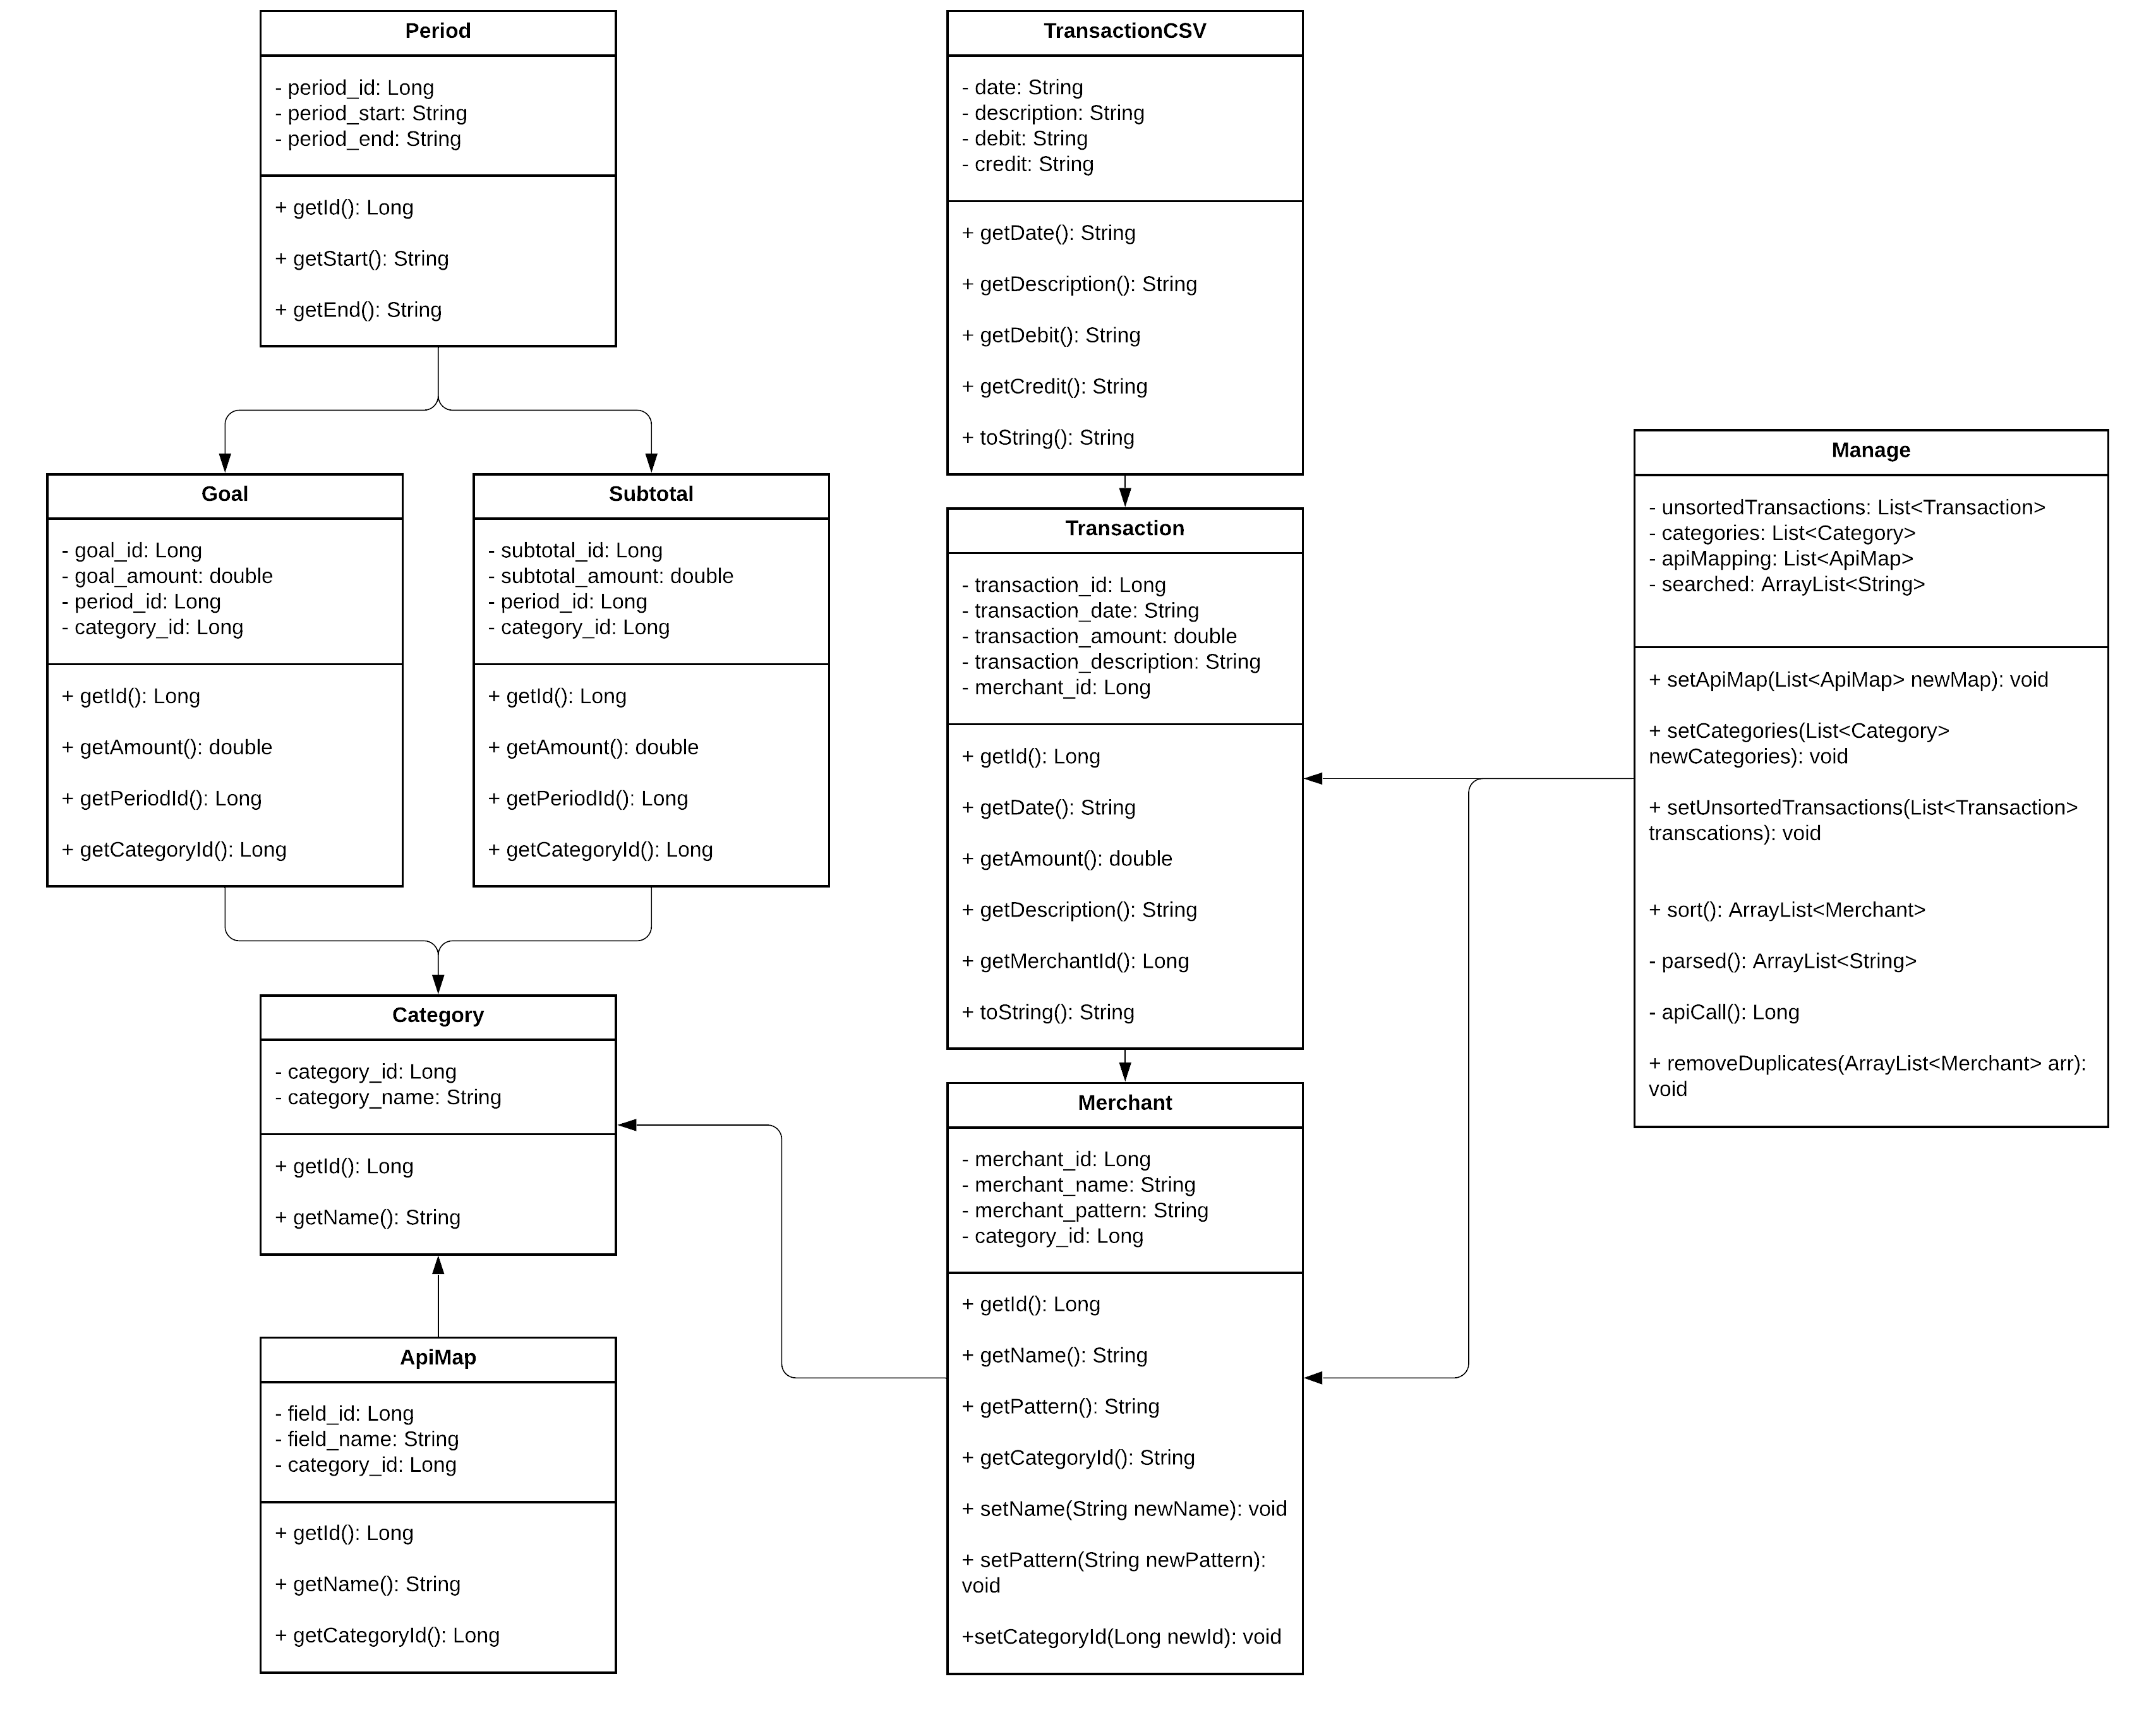 Period
- period_id: Long
- period_start: String
- period_end: String
+ getId(): Long
+ getStart(): String
+ getEnd(): String
TransactionCSV
- date: String
- description: String
- debit: String
- credit: String
+ getDate(): String
+ getDescription(): String
+ getDebit(): String
+ getCredit(): String
+ toString(): String
Goal
- goal_id: Long
- goal_amount: double
- period_id: Long
- category_id: Long
+ getId(): Long
+ getAmount(): double
+ getPeriodId(): Long
+ getCategoryId(): Long
Subtotal
- subtotal_id: Long
- subtotal_amount: double
- period_id: Long
- category_id: Long
+ getId(): Long
+ getAmount(): double
+ getPeriodId(): Long
+ getCategoryId(): Long
Transaction
- transaction_id: Long
- transaction_date: String
- transaction_amount: double
- transaction_description: String
- merchant_id: Long
+ getId(): Long
+ getDate(): String
+ getAmount(): double
+ getDescription(): String
+ getMerchantId(): Long
+ toString(): String
Manage
- unsortedTransactions: List<Transaction>
- categories: List<Category>
- apiMapping: List<ApiMap>
- searched: ArrayList<String>
+ setApiMap(List<ApiMap> newMap): void
+ setCategories(List<Category>
newCategories): void
+ setUnsortedTransactions(List<Transaction>
transcations): void
+ sort(): ArrayList<Merchant>
- parsed(): ArrayList<String>
- apiCall(): Long
+ removeDuplicates(ArrayList<Merchant> arr):
void
Category
- category_id: Long
- category_name: String
+ getId(): Long
+ getName(): String
Merchant
- merchant_id: Long
- merchant_name: String
- merchant_pattern: String
- category_id: Long
+ getId(): Long
+ getName(): String
+ getPattern(): String
+ getCategoryId(): String
+ setName(String newName): void
+ setPattern(String newPattern):
void
+setCategoryId(Long newId): void
ApiMap
- field_id: Long
- field_name: String
- category_id: Long
+ getId(): Long
+ getName(): String
+ getCategoryId(): Long